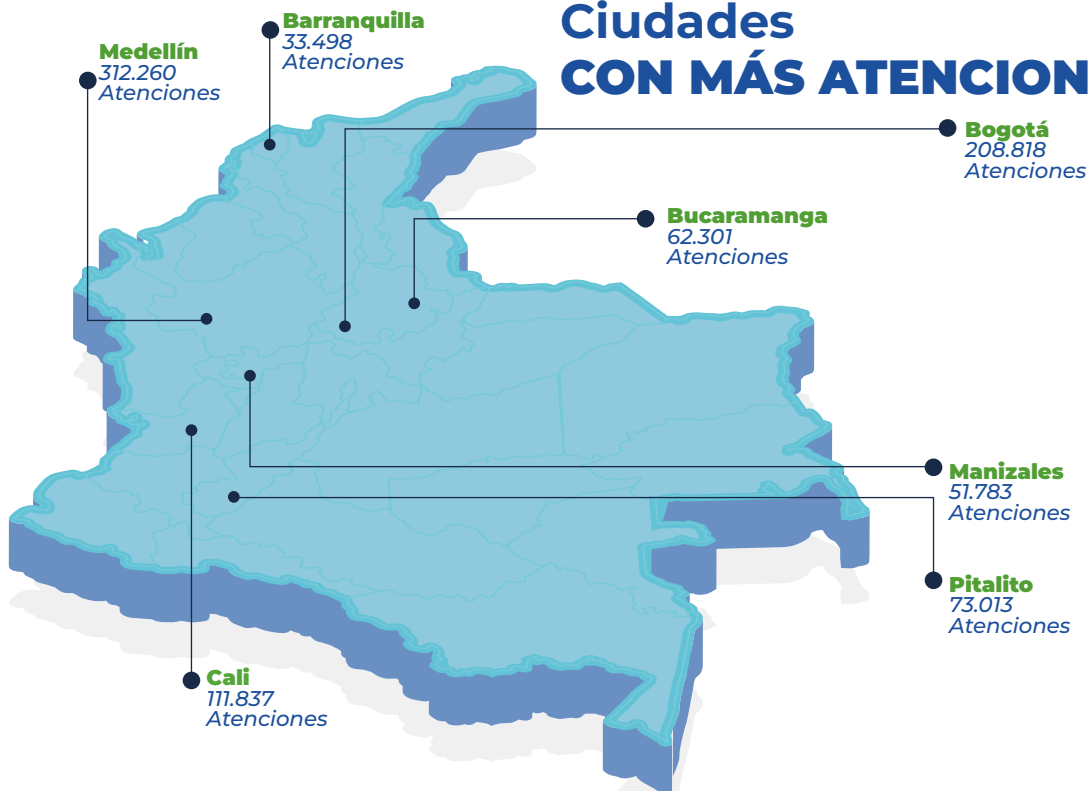 Ciudades
CON MÁS ATENCION
Barranquilla
33.498
Atenciones
Medellín
312.260
Atenciones
Bogotá
208.818
Atenciones
Bucaramanga
62.301
Atenciones
Manizales
51.783
Atenciones
Pitalito
73.013
Atenciones
Cali
111.837
Atenciones